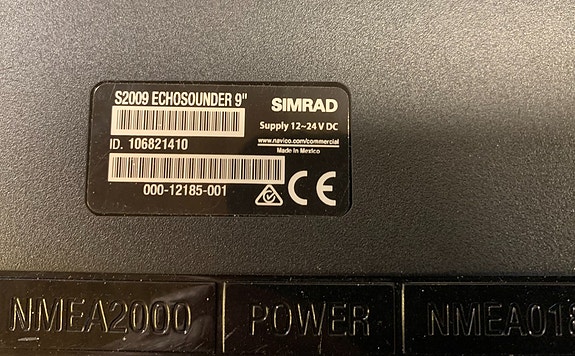 S2009 ECHOSOUNDER 9"
SIMRAD
Supply 12~24 V DC
ID. 106821410
www.navico.com/commercial
Made in Mexico
000-12185-001
CE
NMEA2000
POWER
NMEA018